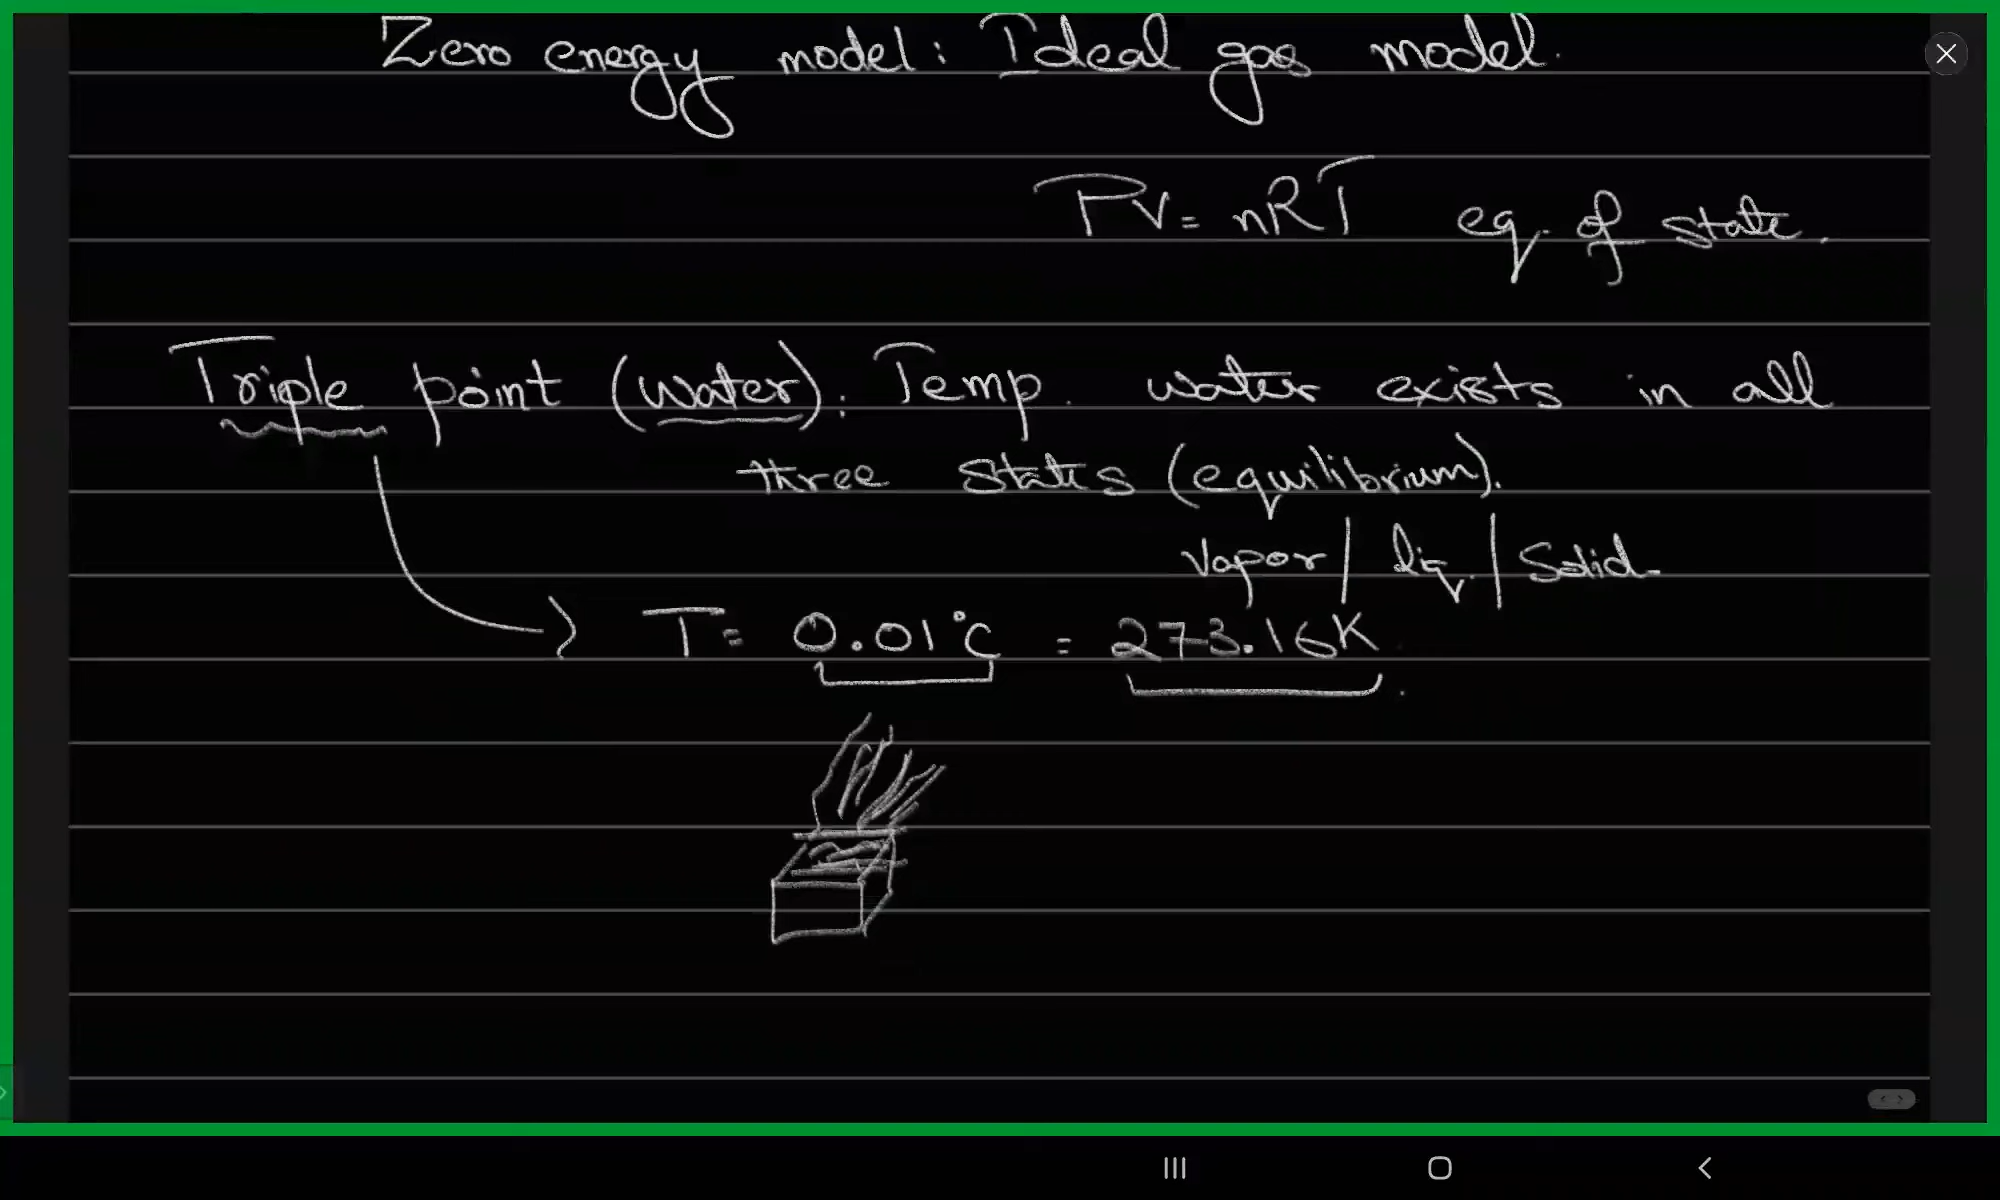 Zero energy model: Ideal gas model.
PV = nRT eq. of state.
Triple point (water): Temp. water exists in all
three states (equilibrium).
Vapor / liq. / Solid
T = 0.01°C = 273.16K